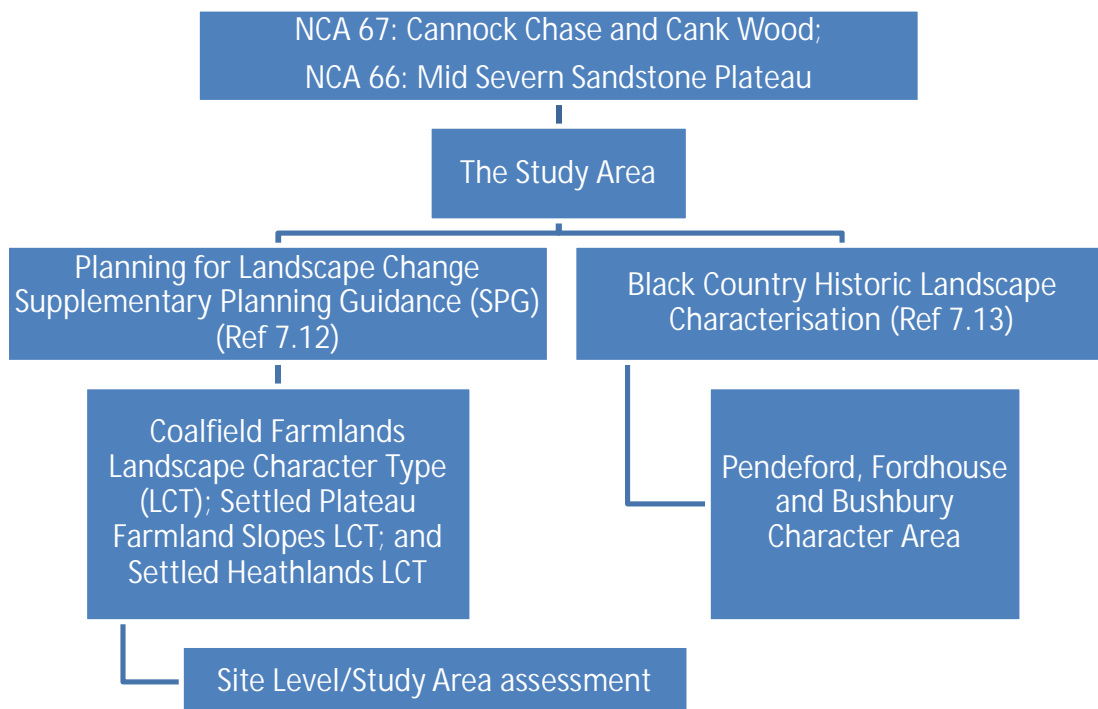 NCA 67: Cannock Chase and Cank Wood;
NCA 66: Mid Severn Sandstone Plateau
The Study Area
Planning for Landscape Change
Supplementary Planning Guidance (SPG)
(Ref 7.12)
Black Country Historic Landscape
Characterisation (Ref 7.13)
Coalfield Farmlands
Landscape Character Type
(LCT); Settled Plateau
Farmland Slopes LCT; and
Settled Heathlands LCT
Pendeford, Fordhouse
and Bushbury
Character Area
Site Level/Study Area assessment